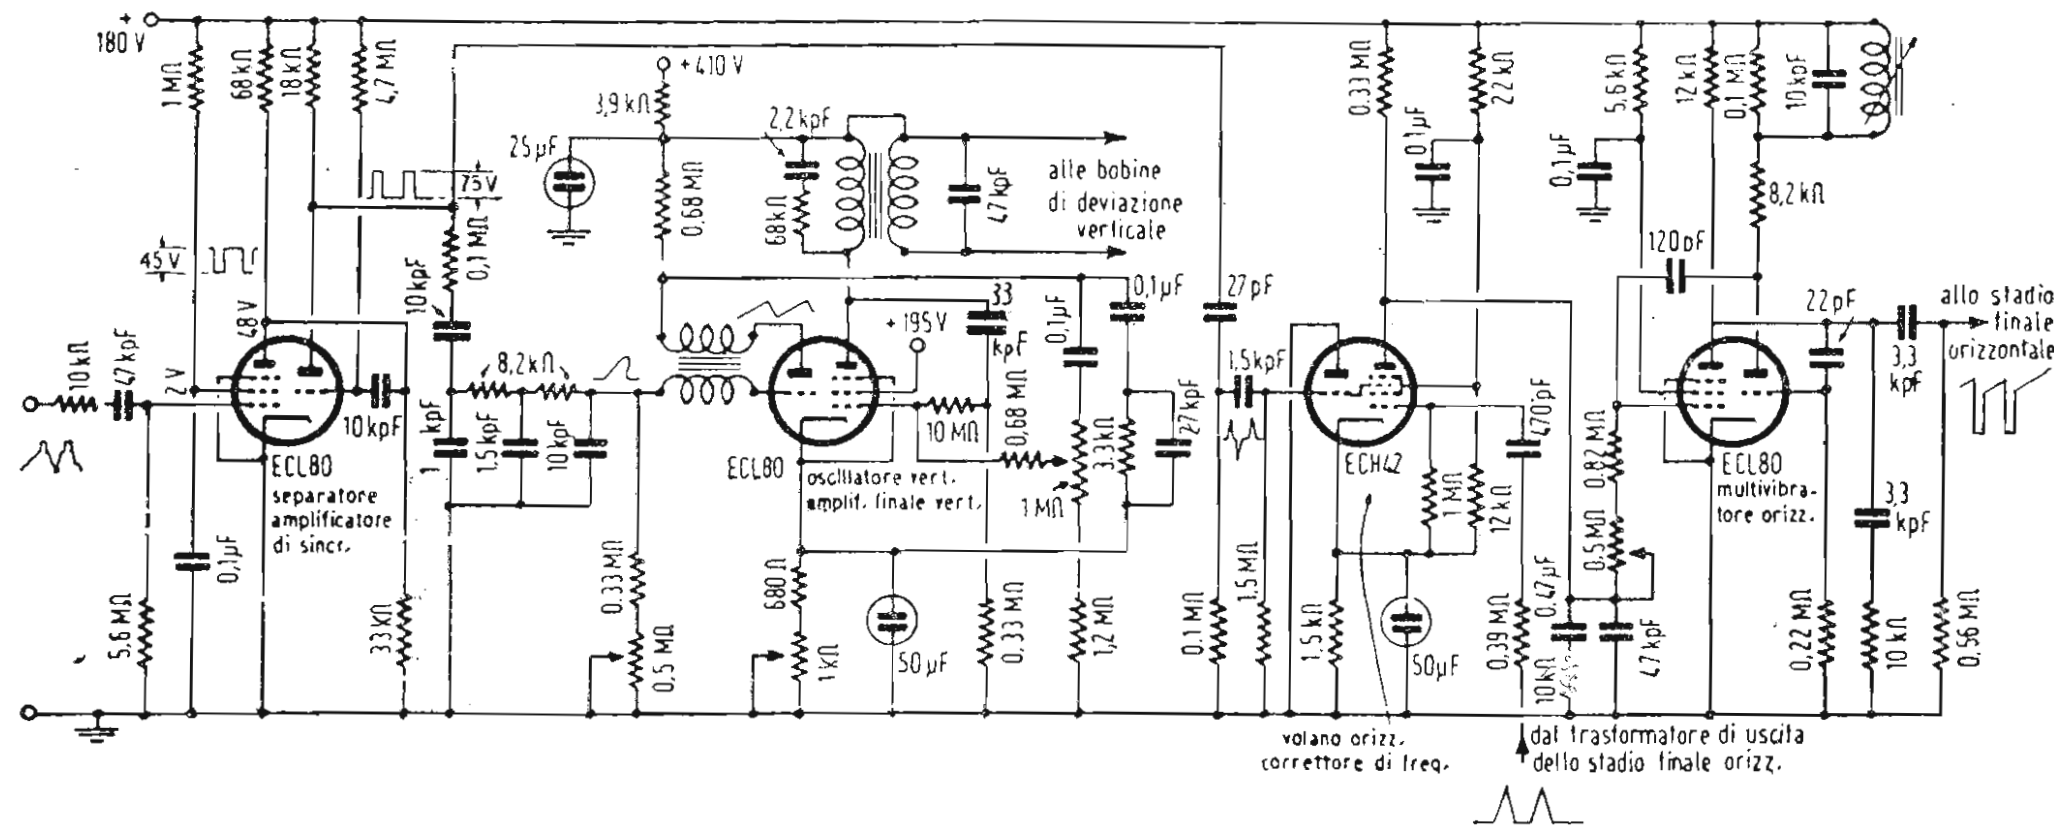 +
180 V
1 MΩ
68 kΩ
18 kΩ
4,7 MΩ
75 V
45 V
48 V
2 V
10 kΩ
47 kpF
5,6 MΩ
0,1 µF
ECL80
separatore
amplificatore
di sincr.
10 kpF
33 kΩ
0,1 MΩ
10 kpF
1 kpF
8,2 kΩ
1,5 kpF
10 kpF
+ 410 V
3,9 kΩ
25 µF
0,68 MΩ
2,2 kpF
68 kΩ
47 kpF
alle bobine
di deviazione
verticale
0,33 MΩ
0,5 MΩ
ECL80
oscillatore vert.
amplif. finale vert.
+ 195 V
33
kpF
10 MΩ
0,68 MΩ
0,1 µF
1 MΩ
0,1 µF
3,3 kΩ
27 kpF
680 Ω
1 kΩ
50 µF
0,33 MΩ
1,2 MΩ
27 pF
1,5 kpF
0,1 MΩ
1,5 MΩ
0.33 MΩ
22 kΩ
0,1 µF
ECH42
1 MΩ
12 kΩ
470 pF
1,5 kΩ
50 µF
0,39 MΩ
volano orizz.
correttore di freq.
dal trasformatore di uscita
dello stadio finale orizz.
0,47 µF
10 kΩ
47 kpF
0,82 MΩ
0,5 MΩ
5,6 kΩ
12 kΩ
0,1 MΩ
10 kpF
0,1 µF
8,2 kΩ
120 pF
ECL80
multivibra-
tore orizz.
22 pF
3,3
kpF
allo stadio
finale
orizzontale
3,3
kpF
0,22 MΩ
10 kΩ
0,56 MΩ